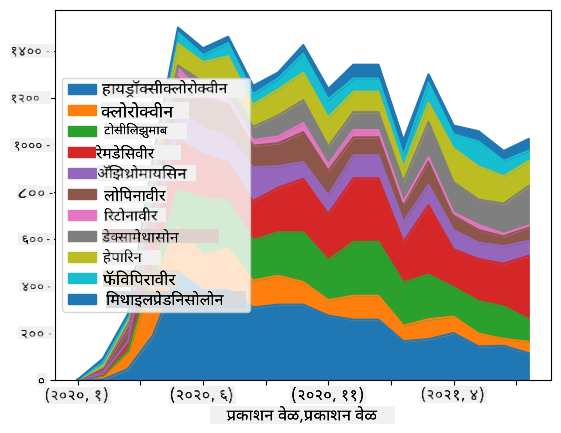 १४००
१२००
१०००
८००
६००
४००
२००
०
हायड्रॉक्सीक्लोरोक्वीन
क्लोरोक्वीन
टोसीलिझुमाब
रेमडेसिवीर
ॲझिथ्रोमायसिन
लोपिनावीर
रिटोनावीर
डेक्सामेथासोन
हेपारिन
फॅविपिरावीर
मिथाइलप्रेडनिसोलोन
(२०२०, १) (२०२०, ६) (२०२०, ११) (२०२१, ४)
प्रकाशन वेळ,प्रकाशन वेळ